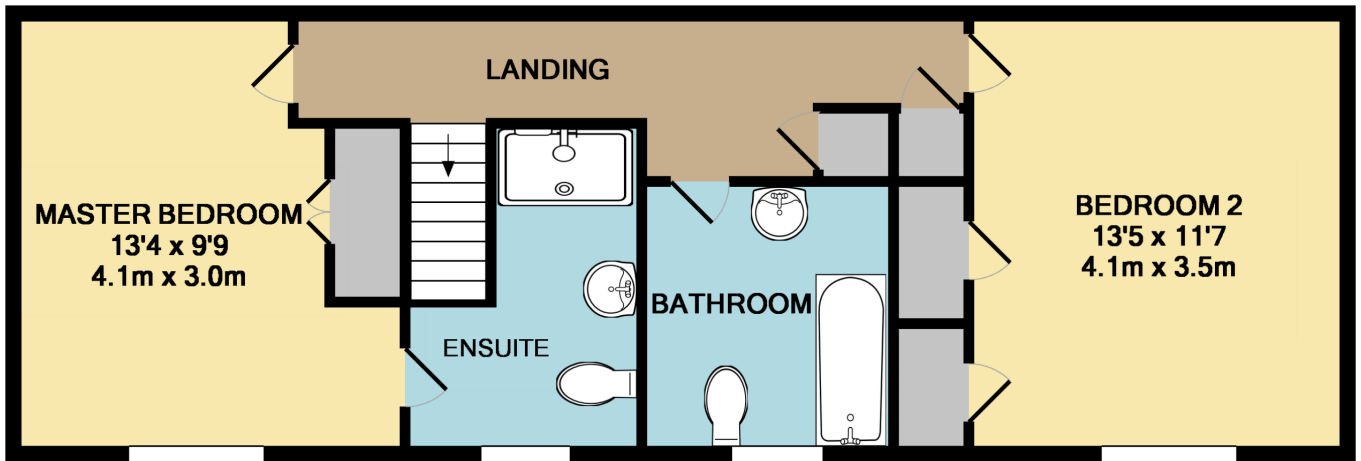 LANDING
MASTER BEDROOM
13'4 x 9'9
4.1m x 3.0m
ENSUITE
BATHROOM
BEDROOM 2
13'5 x 11'7
4.1m x 3.5m